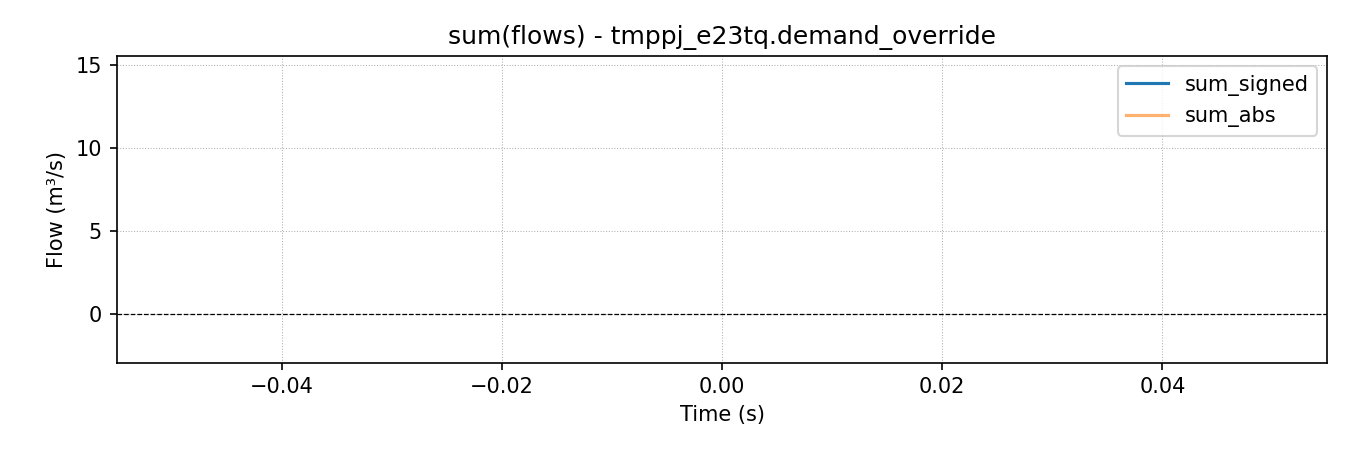 sum(flows) - tmppj_e23tq.demand_override
sum_signed
sum_abs
15
10
5
0
Flow (m³/s)
−0.04
−0.02
0.00
0.02
0.04
Time (s)